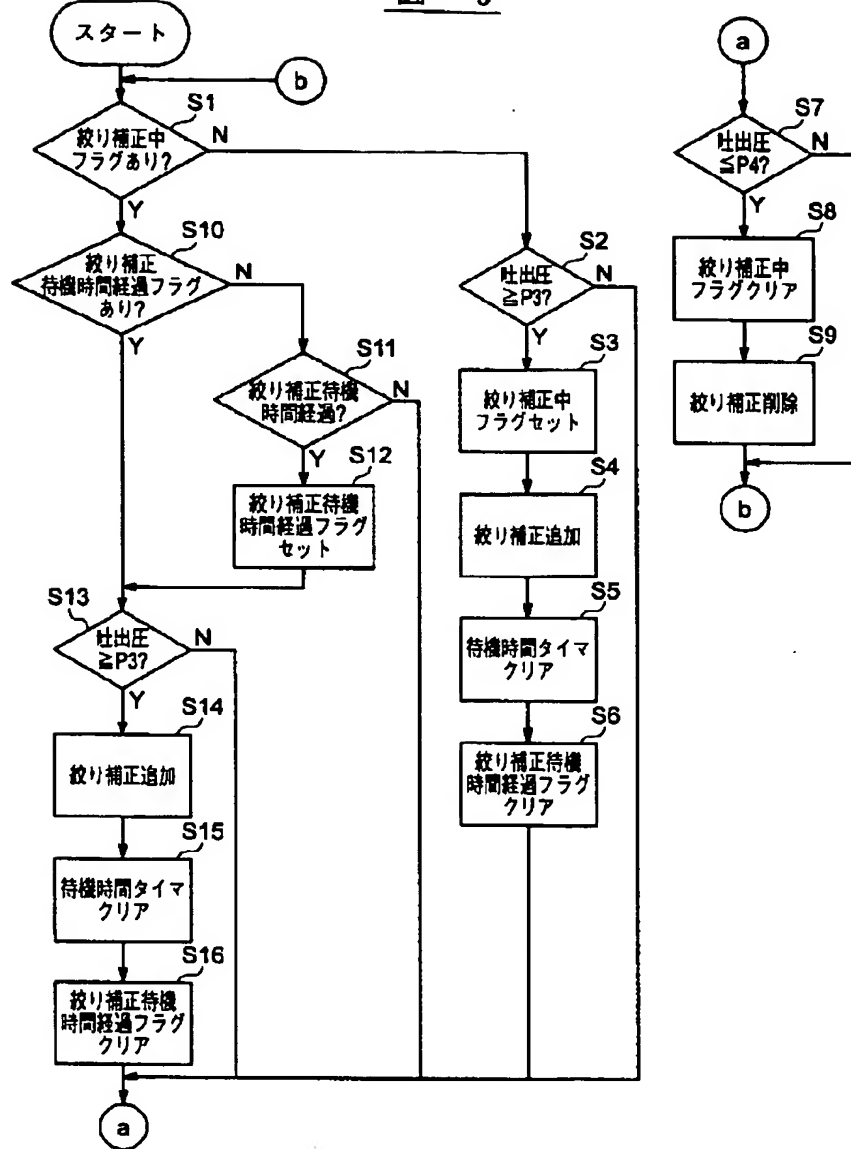 スタート
b
S1
絞り補正中
フラグあり?
N
Y
S10
絞り補正
待機時間経過フラグ
あり?
N
Y
S11
絞り補正待機
時間経過?
N
Y
S12
絞り補正待機
時間経過フラグ
セット
S13
吐出圧
≧P3?
N
Y
S14
絞り補正追加
S15
待機時間タイマ
クリア
S16
絞り補正待機
時間経過フラグ
クリア
a
S2
吐出圧
≧P3?
N
Y
S3
絞り補正中
フラグセット
S4
絞り補正追加
S5
待機時間タイマ
クリア
S6
絞り補正待機
時間経過フラグ
クリア
a
S7
吐出圧
≦P4?
N
Y
S8
絞り補正中
フラグクリア
S9
絞り補正削除
b